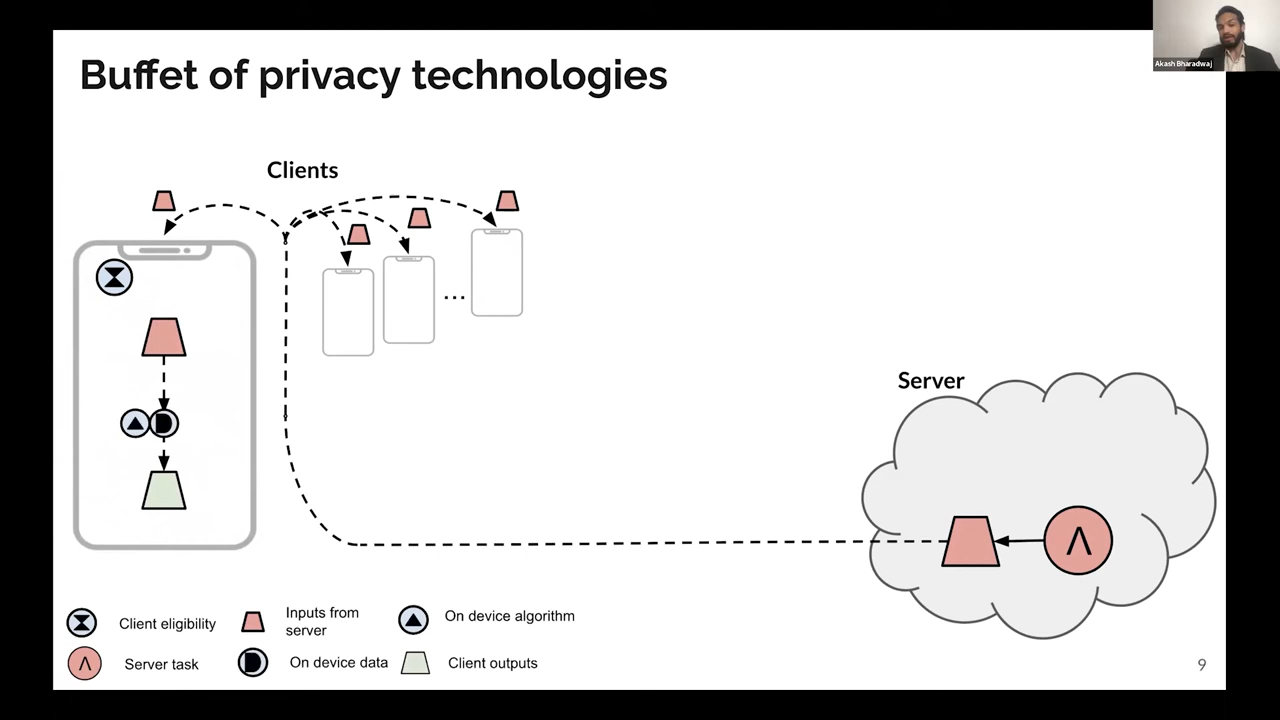 Akash Bharadwaj
Buffet of privacy technologies
Clients
...
Server
Λ
Client eligibility
Inputs from
server
On device algorithm
Λ
Server task
On device data
Client outputs
9